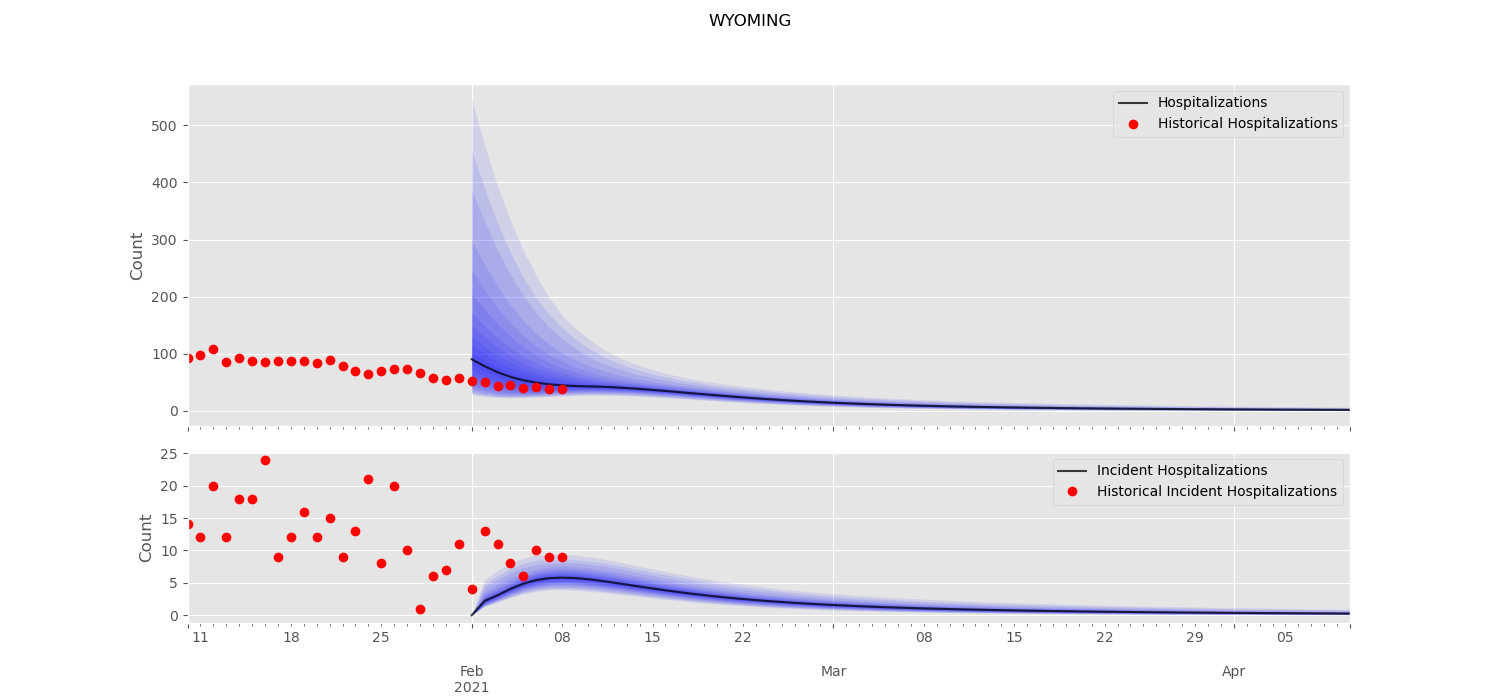 WYOMING
Count
500
400
300
200
100
0
Hospitalizations
Historical Hospitalizations
Count
25
20
15
10
5
0
Incident Hospitalizations
Historical Incident Hospitalizations
11 18 25 08 15 22 08 15 22 29 05
Feb Mar Apr
2021